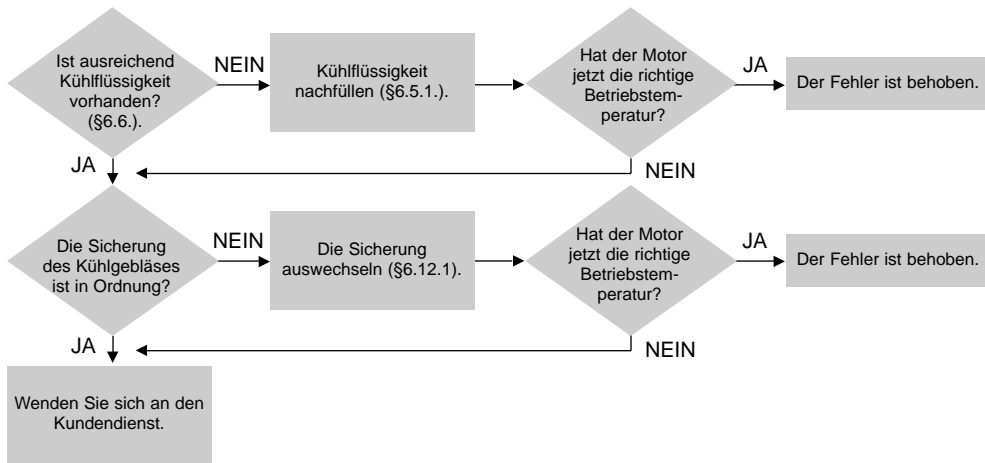 Ist ausreichend
Kühlflüssigkeit
vorhanden?
(§6.6.).
NEIN
Kühlflüssigkeit
nachfüllen (§6.5.1.).
Hat der Motor
jetzt die richtige
Betriebstem-
peratur?
JA
Der Fehler ist behoben.
JA
NEIN
Die Sicherung
des Kühlgebläses
ist in Ordnung?
NEIN
Die Sicherung
auswechseln (§6.12.1).
Hat der Motor
jetzt die richtige
Betriebstem-
peratur?
JA
Der Fehler ist behoben.
JA
NEIN
Wenden Sie sich an den
Kundendienst.